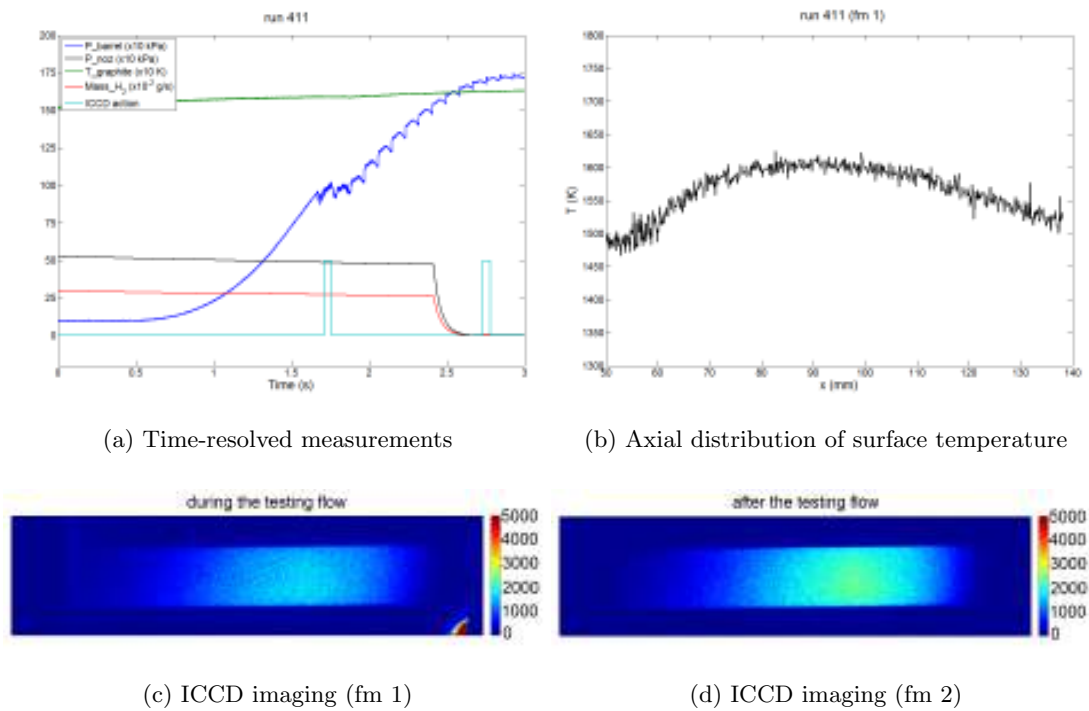 run 411
200
175
150
125
100
75
50
25
0
P_barrel (x10 kPa)
P_noz (x10 kPa)
T_graphite (x10 K)
Mass_H2 (x10-2 g/s)
ICCD action
0 0.5 1 1.5 2 2.5 3
Time (s)
run 411 (fm 1)
1800
1750
1700
1650
1600
1550
1500
1450
1400
1350
1300
T (K)
50 60 70 80 90 100 110 120 130 140
x (mm)
(a) Time-resolved measurements
(b) Axial distribution of surface temperature
during the testing flow
5000
4000
3000
2000
1000
0
after the testing flow
5000
4000
3000
2000
1000
0
(c) ICCD imaging (fm 1)
(d) ICCD imaging (fm 2)